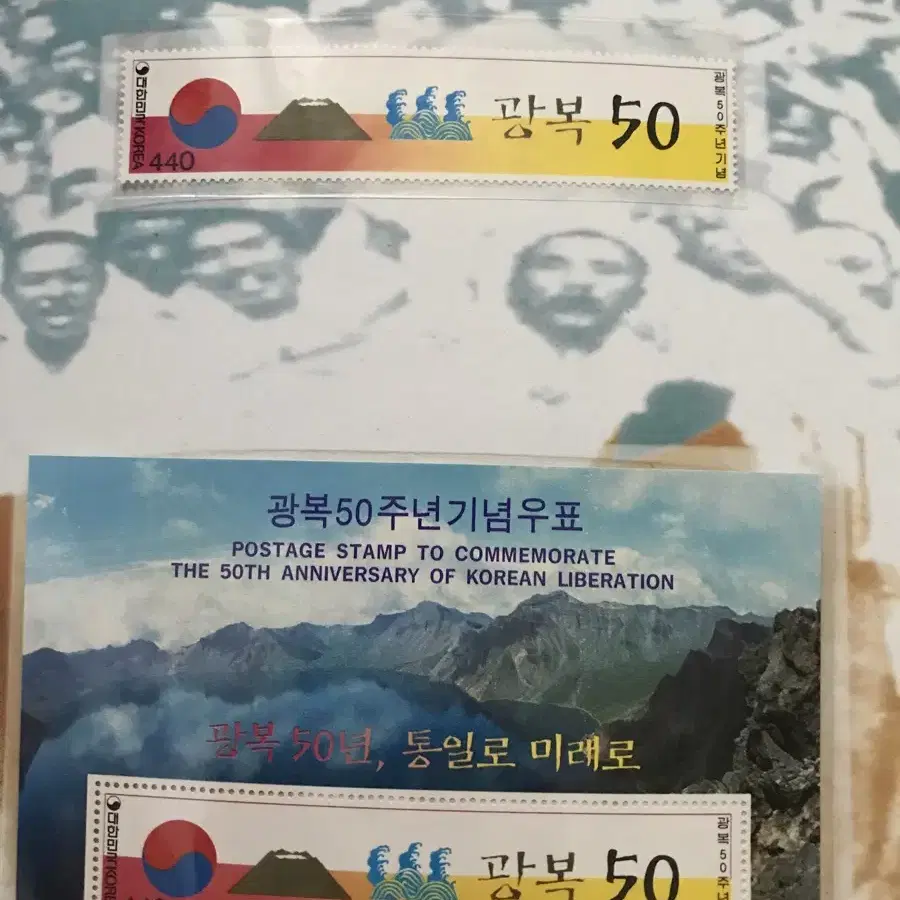 대한민국 KOREA
440
광복 50
광복50주년기념
광복50주년기념우표
POSTAGE STAMP TO COMMEMORATE
THE 50TH ANNIVERSARY OF KOREAN LIBERATION
광복 50년, 통일로 미래로
대한민국 KOREA
광복 50
광복50주년